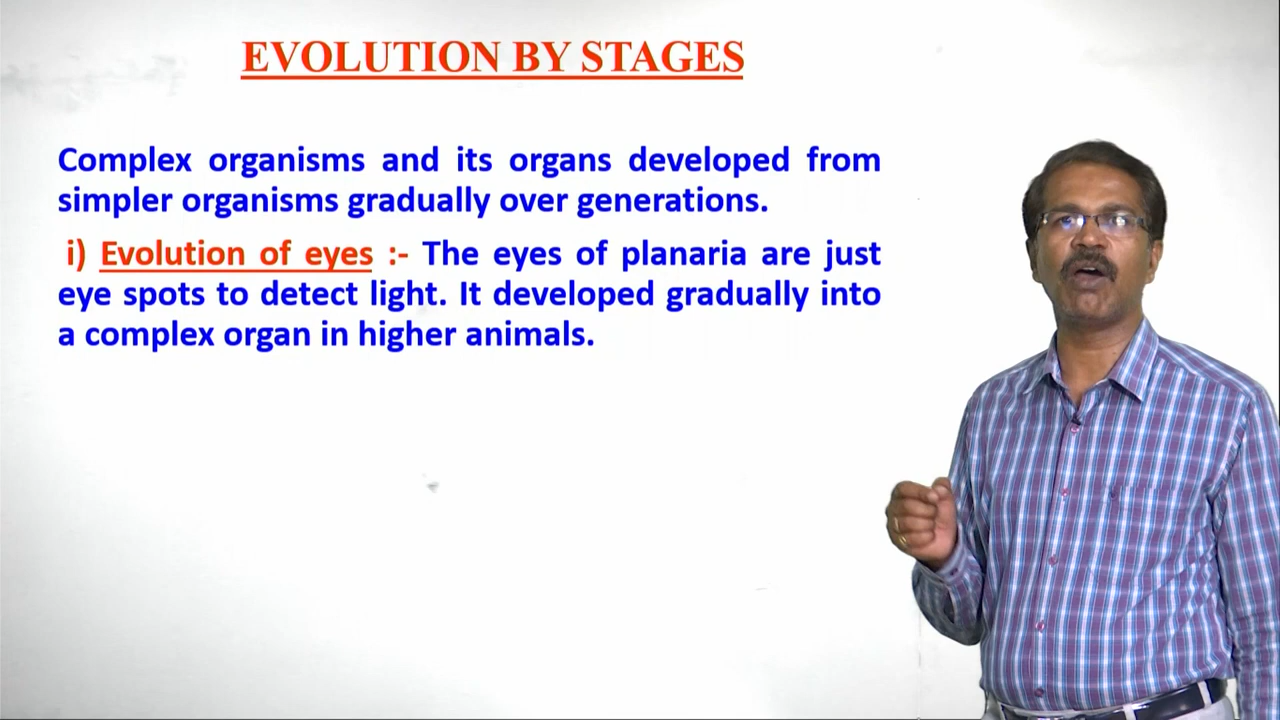 EVOLUTION BY STAGES
Complex organisms and its organs developed from
simpler organisms gradually over generations.
i) Evolution of eyes :- The eyes of planaria are just
eye spots to detect light. It developed gradually into
a complex organ in higher animals.